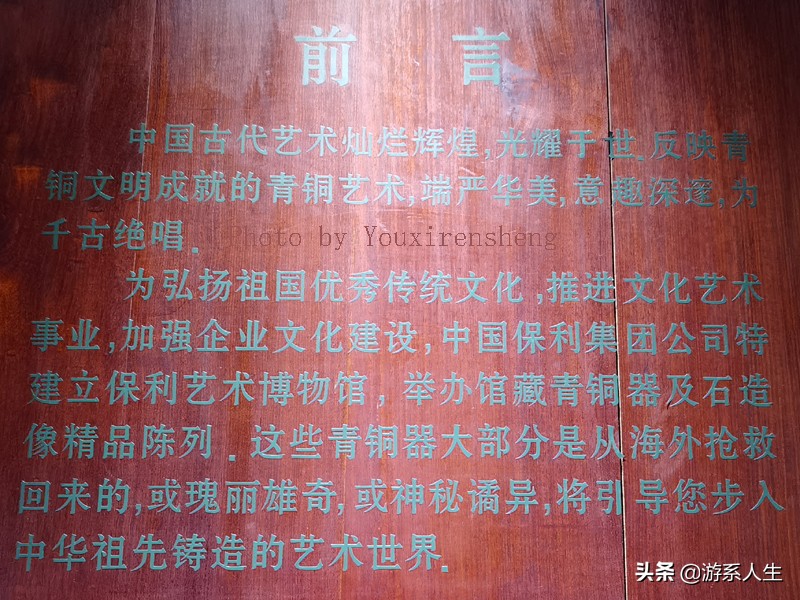 前 言
中国古代艺术灿烂辉煌,光耀于世.反映青
铜文明成就的青铜艺术,端严华美,意趣深邃,为
千古绝唱.
Photo by Youxirensheng
为弘扬祖国优秀传统文化,推进文化艺术
事业,加强企业文化建设,中国保利集团公司特
建立保利艺术博物馆,举办馆藏青铜器及石造
像精品陈列.这些青铜器大部分是从海外抢救
回来的,或瑰丽雄奇,或神秘谲异,将引导您步入
中华祖先铸造的艺术世界.
头条 @游系人生